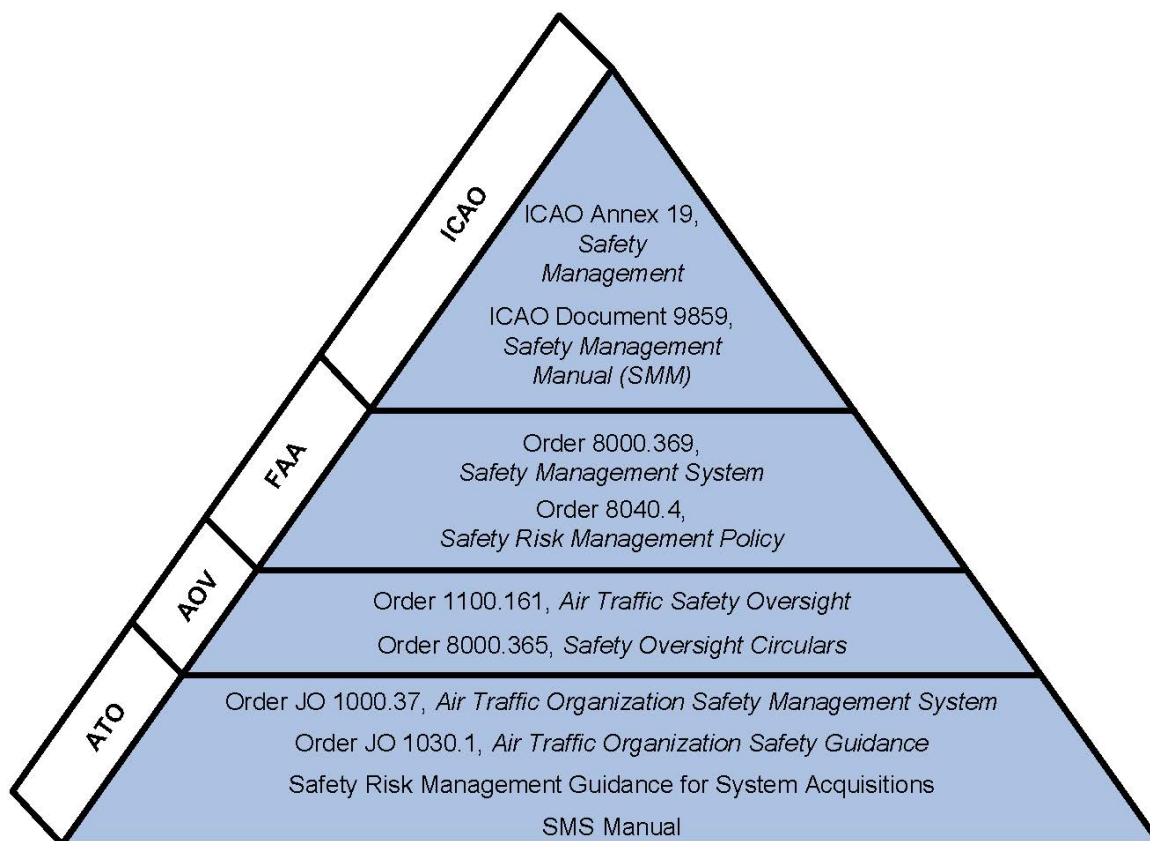 ICAO
ICAO Annex 19,
Safety
Management
ICAO Document 9859,
Safety Management
Manual (SMM)
FAA
Order 8000.369,
Safety Management System
Order 8040.4,
Safety Risk Management Policy
AOV
Order 1100.161, Air Traffic Safety Oversight
Order 8000.365, Safety Oversight Circulars
ATO
Order JO 1000.37, Air Traffic Organization Safety Management System
Order JO 1030.1, Air Traffic Organization Safety Guidance
Safety Risk Management Guidance for System Acquisitions
SMS Manual